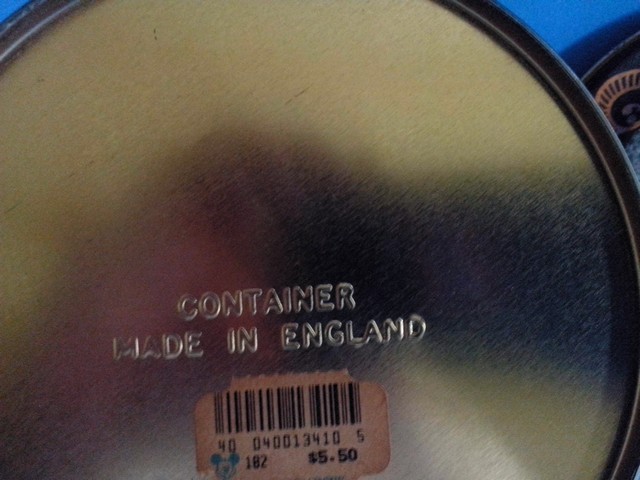 CONTAINER
MADE IN ENGLAND
40 040013410 5
182 $5.50